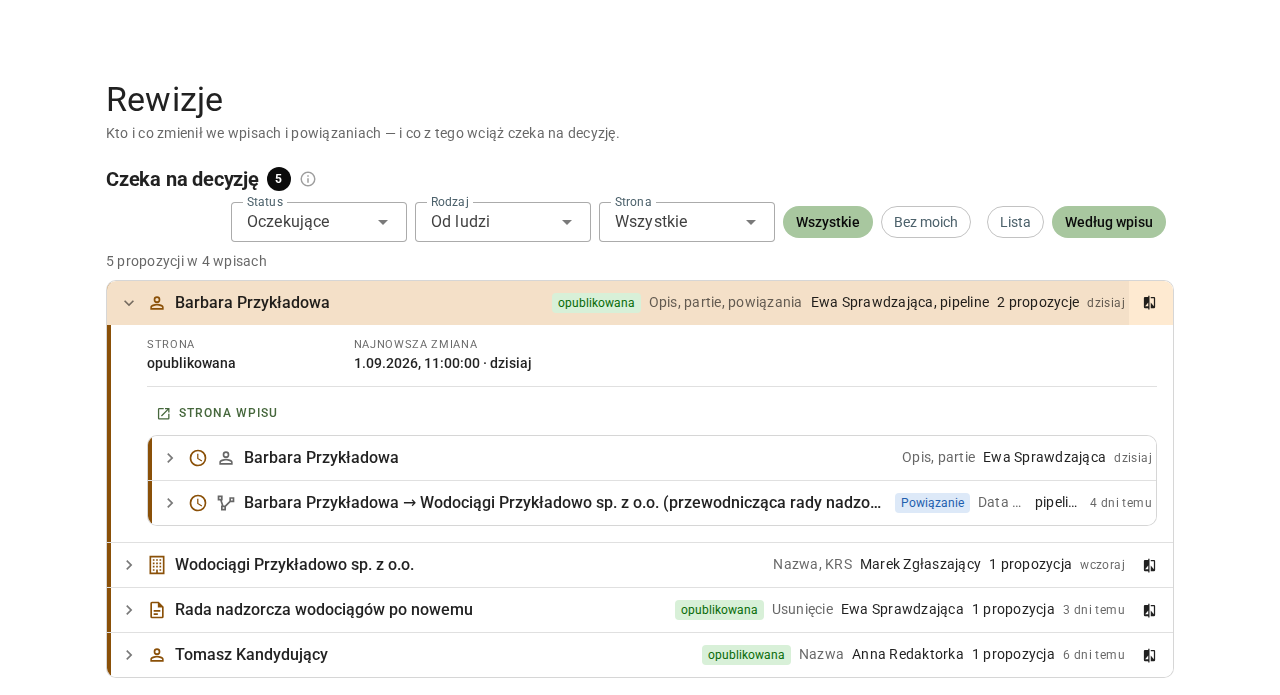 Rewizje
Kto i co zmienił we wpisach i powiązaniach — i co z tego wciąż czeka na decyzję.
Czeka na decyzję 5
Status Rodzaj Strona
Oczekujące Od ludzi Wszystkie Wszystkie Bez moich Lista Według wpisu
5 propozycji w 4 wpisach
Barbara Przykładowa opublikowana Opis, partie, powiązania Ewa Sprawdzająca, pipeline 2 propozycje dzisiaj
STRONA NAJNOWSZA ZMIANA
opublikowana 1.09.2026, 11:00:00 · dzisiaj
STRONA WPISU
Barbara Przykładowa Opis, partie Ewa Sprawdzająca dzisiaj
Barbara Przykładowa → Wodociągi Przykładowo sp. z o.o. (przewodnicząca rady nadzo... Powiązanie Data ... pipeli... 4 dni temu
Wodociągi Przykładowo sp. z o.o. Nazwa, KRS Marek Zgłaszający 1 propozycja wczoraj
Rada nadzorcza wodociągów po nowemu opublikowana Usunięcie Ewa Sprawdzająca 1 propozycja 3 dni temu
Tomasz Kandydujący opublikowana Nazwa Anna Redaktorka 1 propozycja 6 dni temu